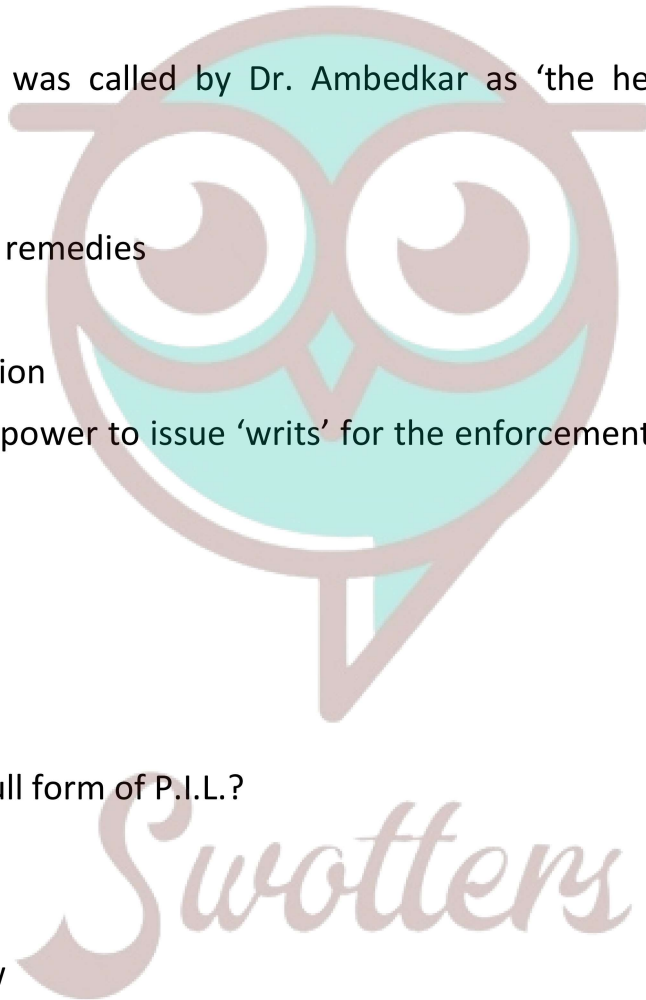 was called by Dr. Ambedkar as ‘the he
remedies
ion
power to issue ‘writs’ for the enforcement
ull form of P.I.L.?
Swotters